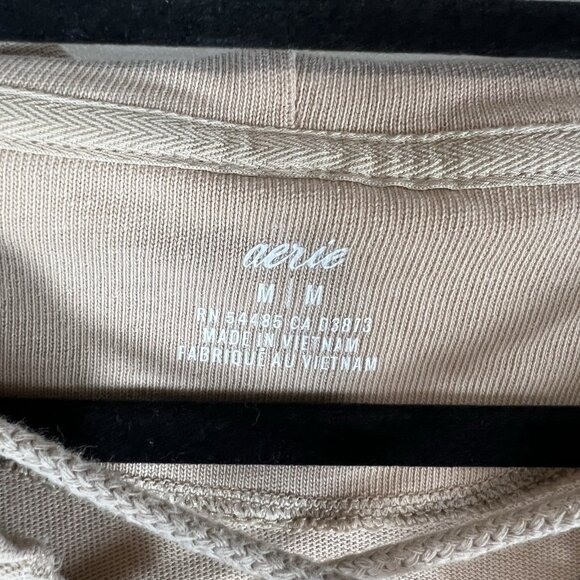 aerie
M | M
RN 54485 CA 03873
MADE IN VIETNAM
FABRIQUÉ AU VIETNAM